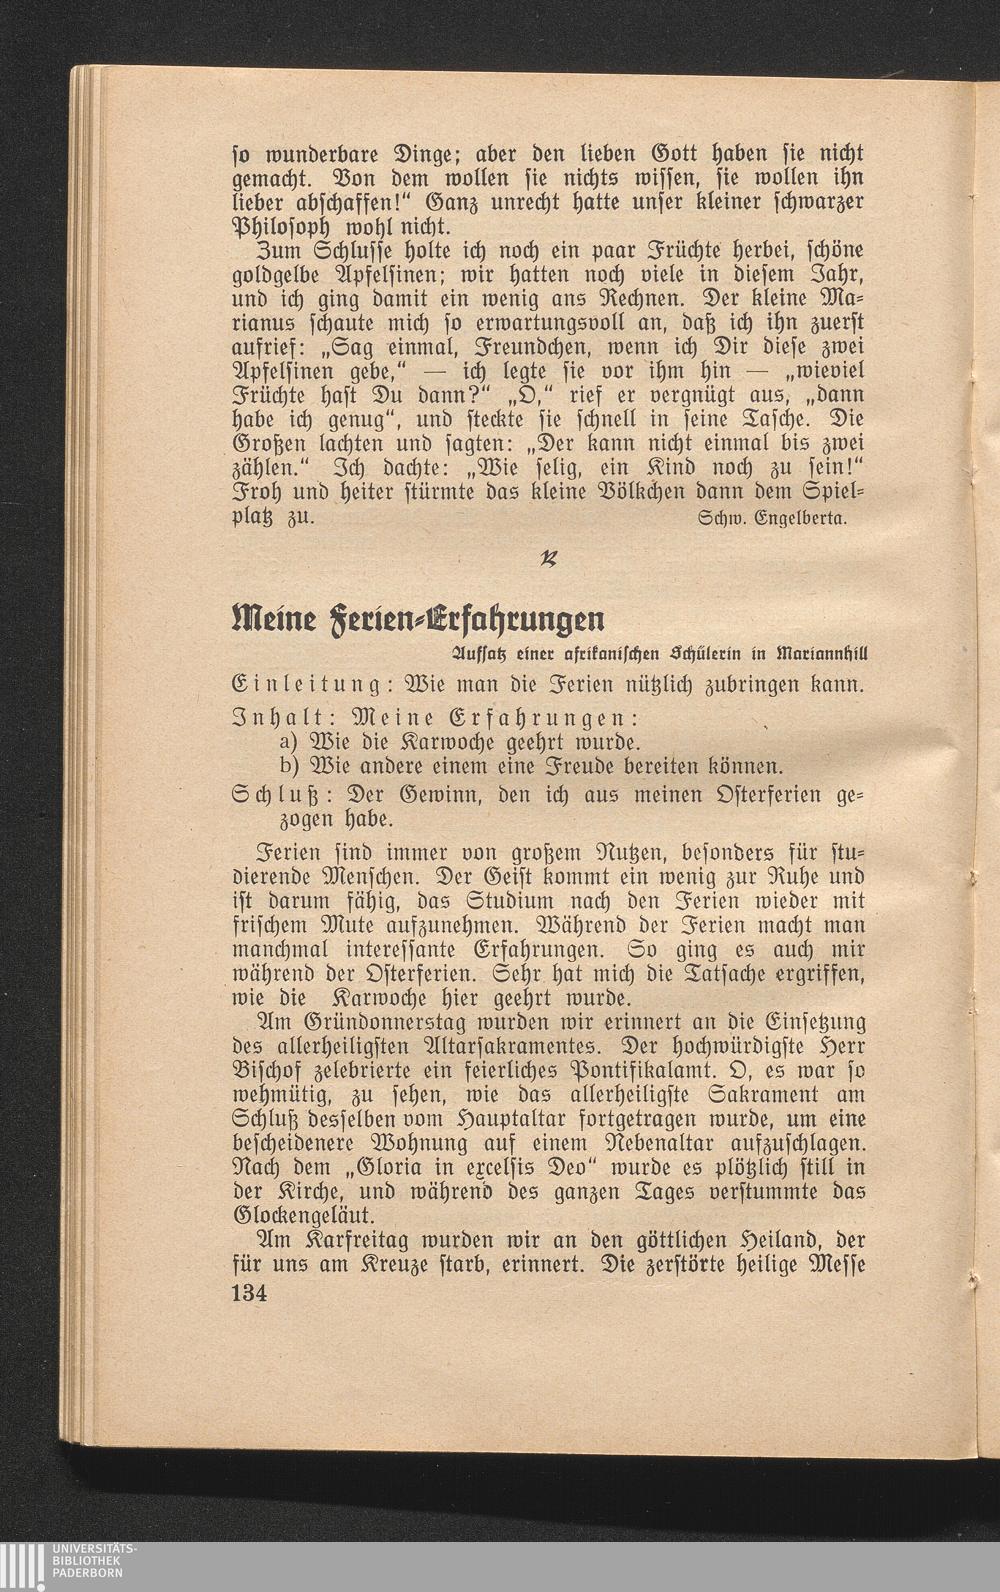 so wunderbare Dinge; aber den lieben Gott haben sie nicht
gemacht. Von dem wollen sie nichts wissen, sie wollen ihn
lieber abschaffen!“ Ganz unrecht hatte unser kleiner schwarzer
Philosoph wohl nicht.
Zum Schlusse holte ich noch ein paar Früchte herbei, schöne
goldgelbe Apfelsinen; wir hatten noch viele in diesem Jahr,
und ich ging damit ein wenig ans Rechnen. Der kleine Ma-
rianus schaute mich so erwartungsvoll an, daß ich ihn zuerst
aufrief: „Sag einmal, Freundchen, wenn ich Dir diese zwei
Apfelsinen gebe,“ — ich legte sie vor ihm hin — „wieviel
Früchte hast Du dann?“ „O,“ rief er vergnügt aus, „dann
habe ich genug“, und steckte sie schnell in seine Tasche. Die
Großen lachten und sagten: „Der kann nicht einmal bis zwei
zählen.“ Ich dachte: „Wie selig, ein Kind noch zu sein!“
Froh und heiter stürmte das kleine Völkchen dann dem Spiel-
platz zu. Schw. Engelberta.
Meine Ferien-Erfahrungen
Aufsatz einer afrikanischen Schülerin in Mariannhill
Einleitung: Wie man die Ferien nützlich zubringen kann.
Inhalt: Meine Erfahrungen:
a) Wie die Karwoche geehrt wurde.
b) Wie andere einem eine Freude bereiten können.
Schluß: Der Gewinn, den ich aus meinen Osterferien ge-
zogen habe.
Ferien sind immer von großem Nutzen, besonders für stu-
dierende Menschen. Der Geist kommt ein wenig zur Ruhe und
ist darum fähig, das Studium nach den Ferien wieder mit
frischem Mute aufzunehmen. Während der Ferien macht man
manchmal interessante Erfahrungen. So ging es auch mir
während der Osterferien. Sehr hat mich die Tatsache ergriffen,
wie die Karwoche hier geehrt wurde.
Am Gründonnerstag wurden wir erinnert an die Einsetzung
des allerheiligsten Altarsakramentes. Der hochwürdigste Herr
Bischof zelebrierte ein feierliches Pontifikalamt. O, es war so
wehmütig, zu sehen, wie das allerheiligste Sakrament am
Schluß desselben vom Hauptaltar fortgetragen wurde, um eine
bescheidenere Wohnung auf einem Nebenaltar aufzuschlagen.
Nach dem „Gloria in excelsis Deo“ wurde es plötzlich still in
der Kirche, und während des ganzen Tages verstummte das
Glockengeläut.
Am Karfreitag wurden wir an den göttlichen Heiland, der
für uns am Kreuze starb, erinnert. Die zerstörte heilige Messe
134
UNIVERSITÄTS-
BIBLIOTHEK
PADERBORN